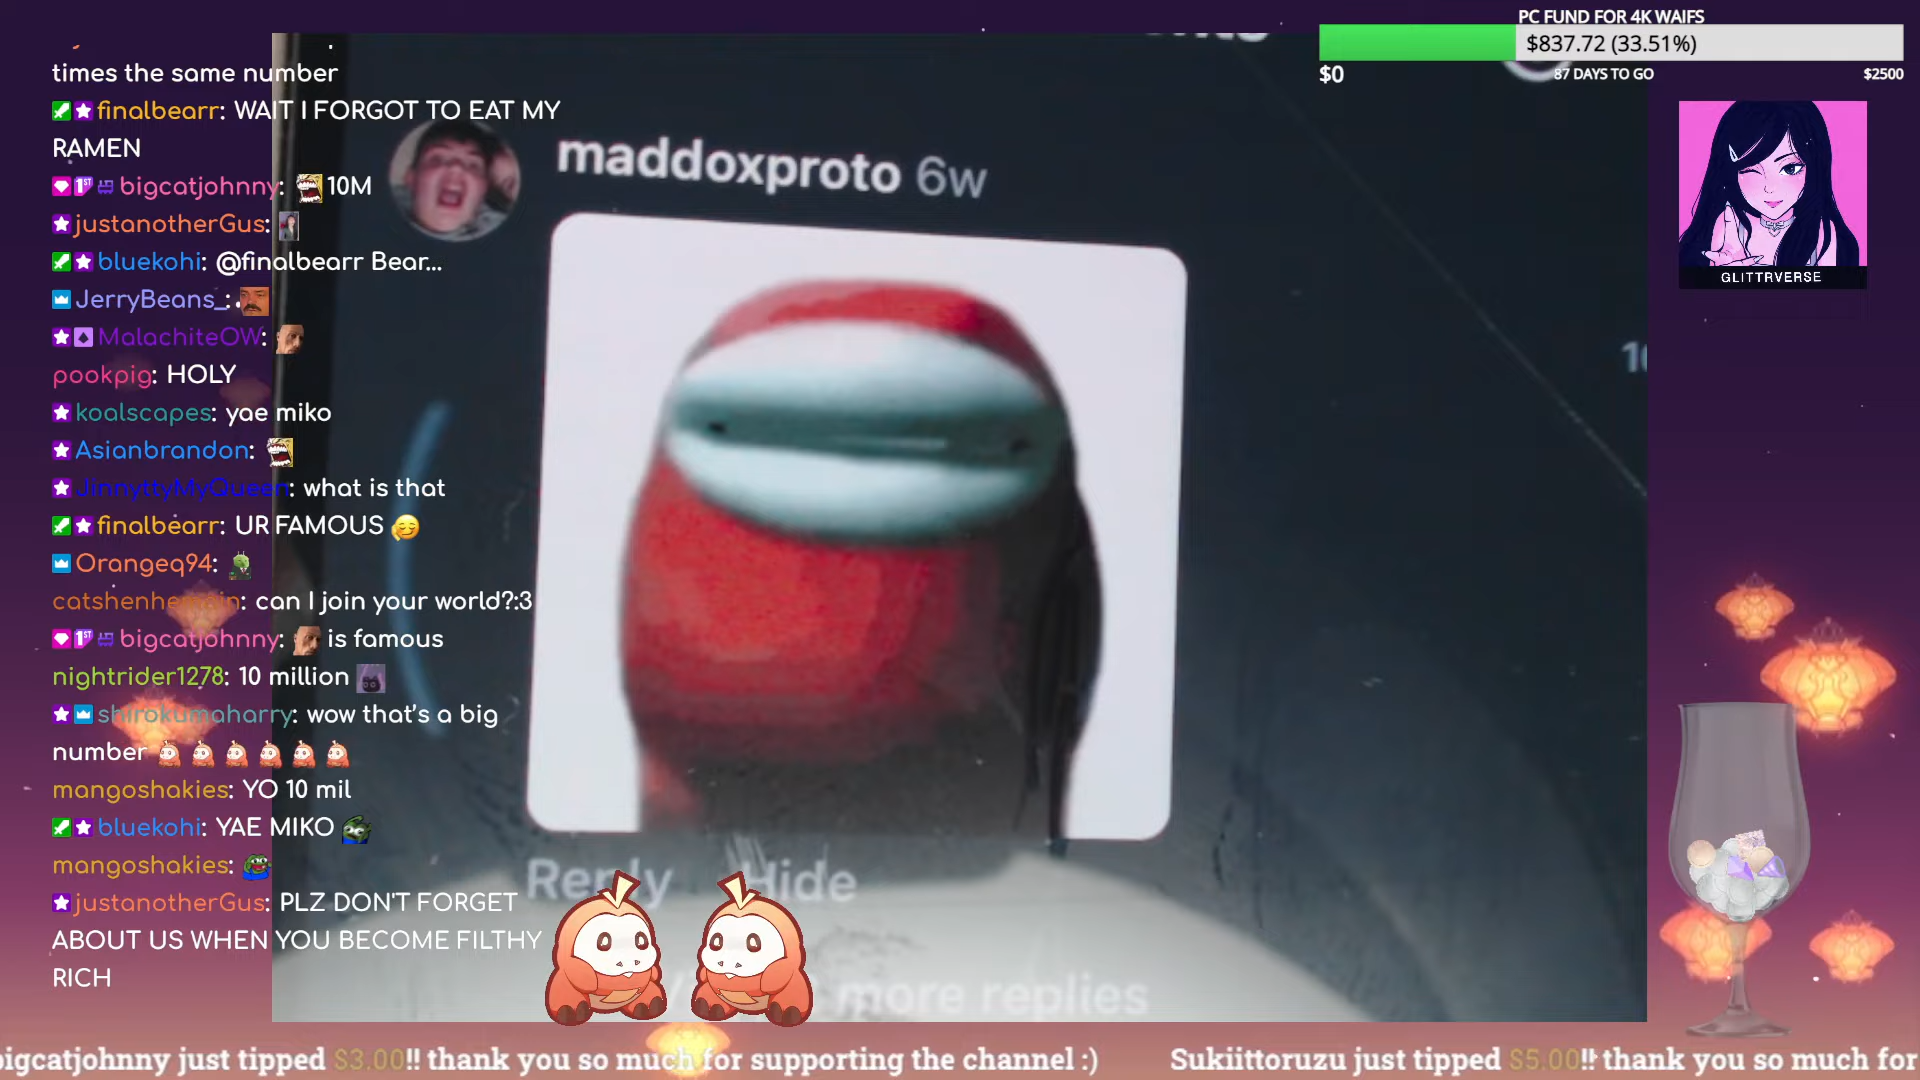 times the same number
finalbearr: WAIT I FORGOT TO EAT MY
RAMEN
bigcatjohnny: 10M
justanotherGus:
bluekohi: @finalbearr Bear...
JerryBeans_:
MalachiteOW:
pookpig: HOLY
koalscapes: yae miko
Asianbrandon:
JinnyttyMyQueen: what is that
finalbearr: UR FAMOUS
Orangeq94:
catshenhemain: can I join your world?:3
bigcatjohnny: is famous
nightrider1278: 10 million
shirokumaharry: wow that's a big
number
mangoshakies: YO 10 mil
bluekohi: YAE MIKO
mangoshakies:
justanotherGus: PLZ DON'T FORGET
ABOUT US WHEN YOU BECOME FILTHY
RICH
maddoxproto 6w
Reply Hide
more replies
PC FUND FOR 4K WAIFS
$837.72 (33.51%)
$0 87 DAYS TO GO $2500
GLITTRVERSE
bigcatjohnny just tipped $3.00!! thank you so much for supporting the channel :) Sukiittoruzu just tipped $5.00!! thank you so much for